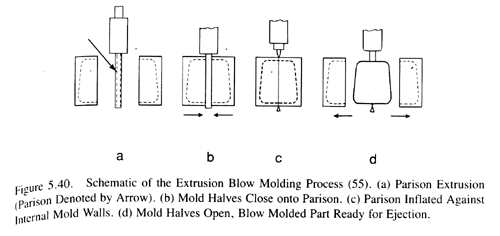 a b c d
Figure 5.40. Schematic of the Extrusion Blow Molding Process (55). (a) Parison Extrusion
(Parison Denoted by Arrow). (b) Mold Halves Close onto Parison. (c) Parison Inflated Against
Internal Mold Walls. (d) Mold Halves Open, Blow Molded Part Ready for Ejection.